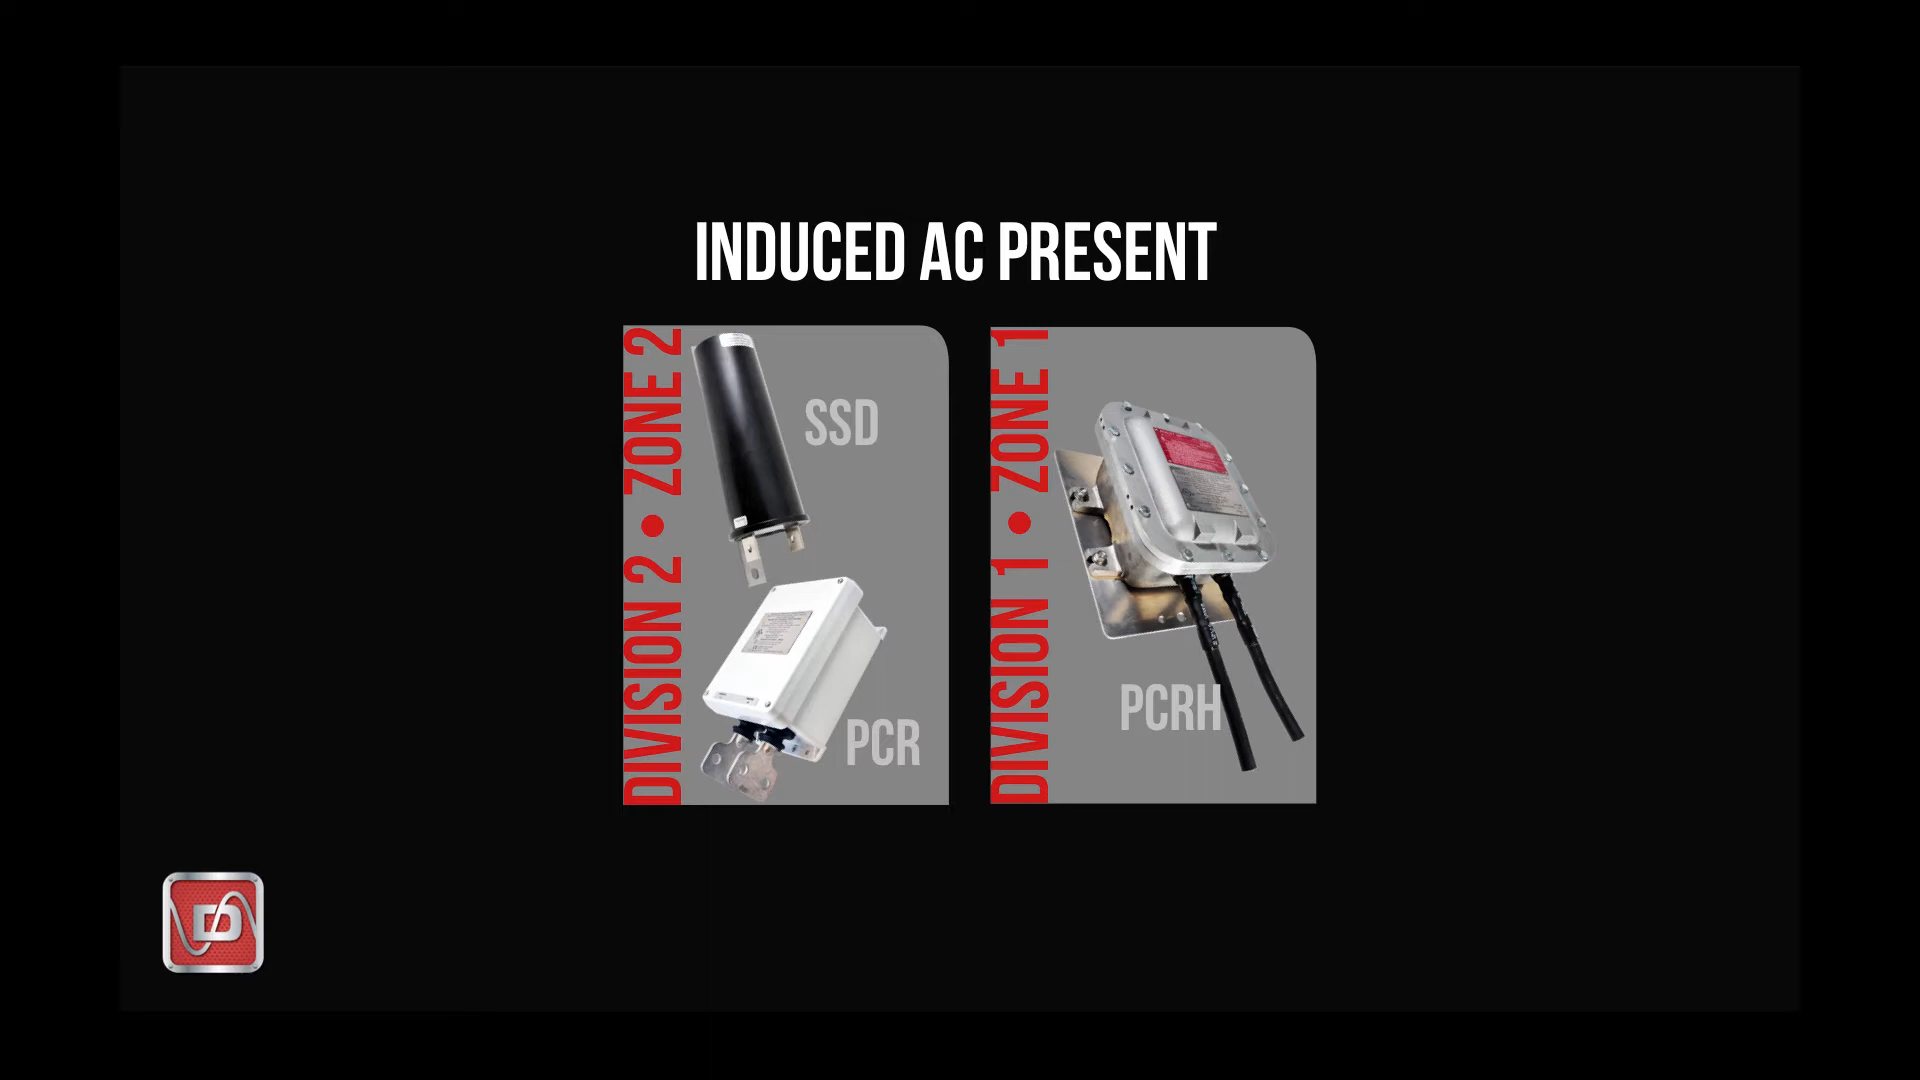 INDUCED AC PRESENT
DIVISION 2 • ZONE 2
SSD
PCR
DIVISION 1 • ZONE 1
PCRH
D